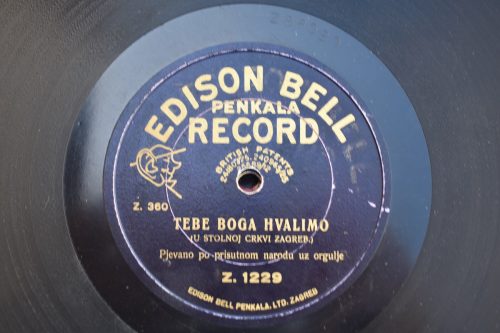 EDISON BELL
PENKALA
RECORD
BRITISH PATENTS
Z. 360
TEBE BOGA HVALIMO
(U STOLNOJ CRKVI ZAGREB.)
Pjevano po prisutnom narodu uz orgulje
Z. 1229
EDISON BELL PENKALA, LTD. ZAGREB